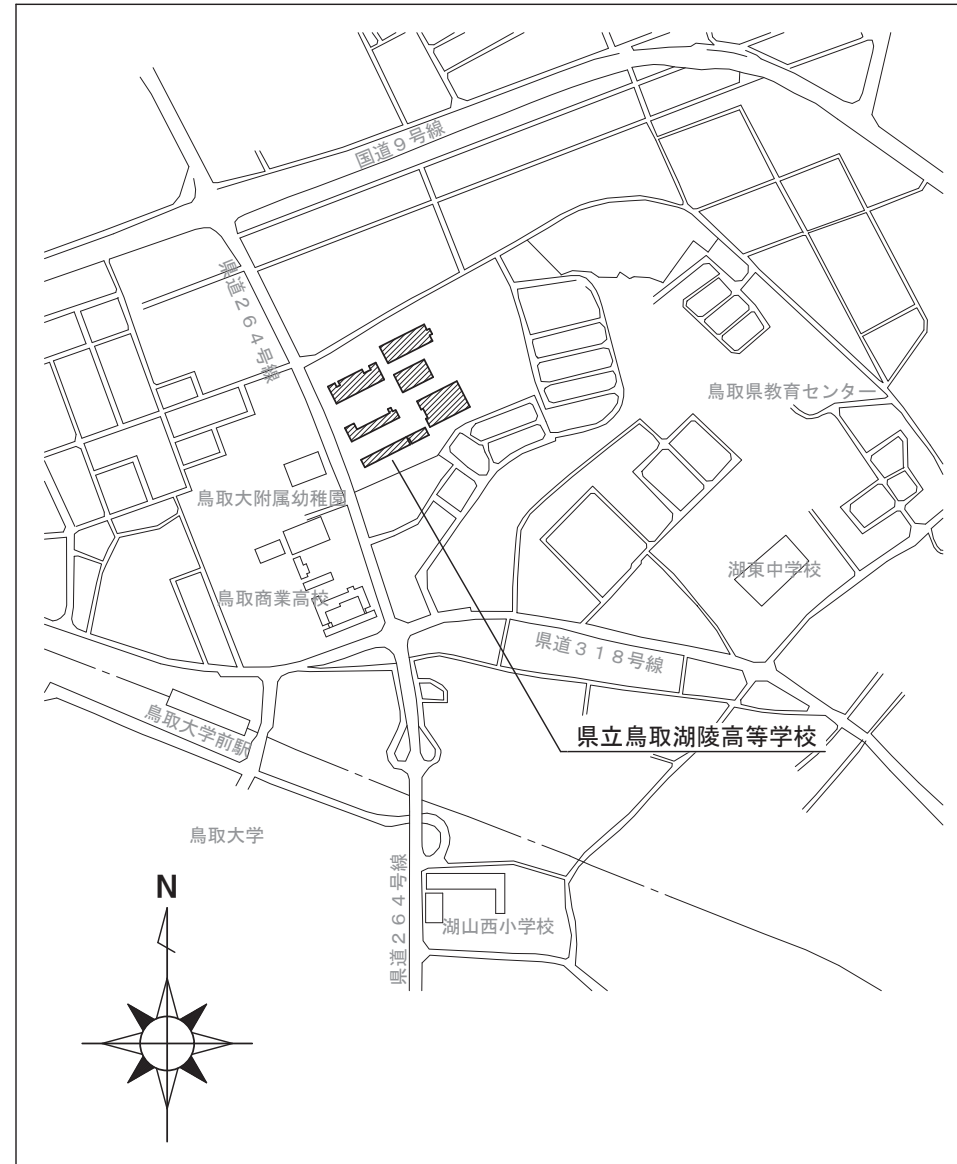 国道９号線
県道２６４号線
鳥取県教育センター
鳥取大附属幼稚園
湖東中学校
鳥取商業高校
県道３１８号線
鳥取大学前駅
県立鳥取湖陵高等学校
鳥取大学
県道２６４号線
N
湖山西小学校